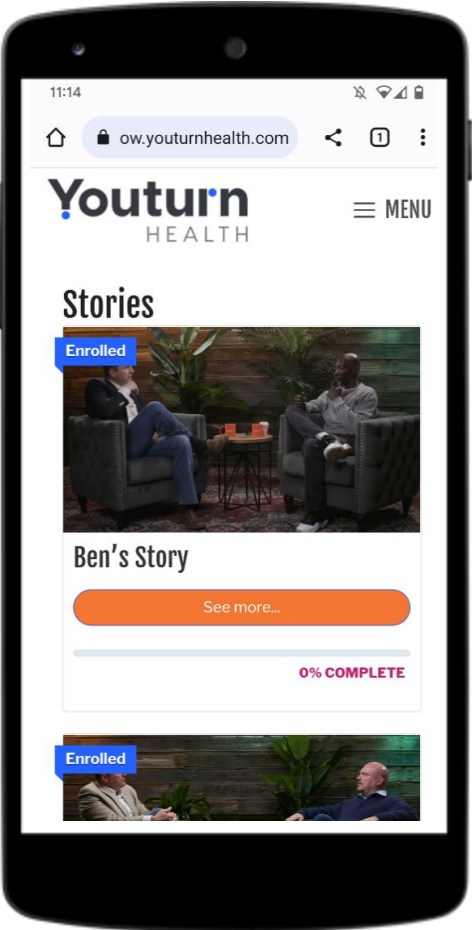 11:14
ow.youturnhealth.com
1
Youturn
HEALTH
MENU
Stories
Enrolled
Ben's Story
See more...
0% COMPLETE
Enrolled